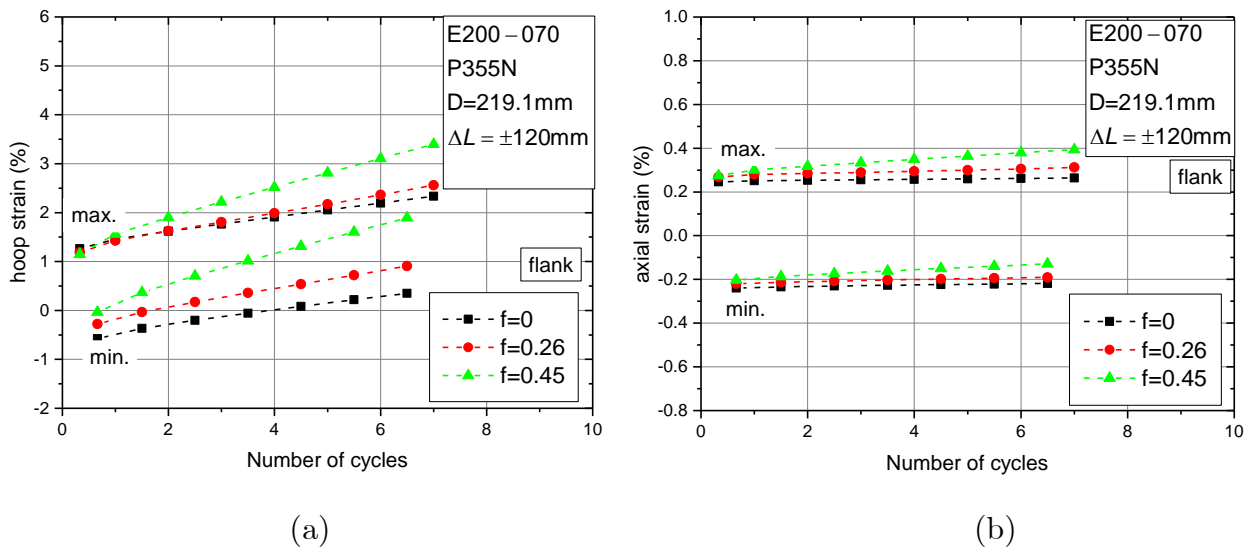 6
5
4
3
2
1
0
-1
-2
0
2
4
6
8
10
hoop strain (%)
Number of cycles
max.
min.
E200 – 070
P355N
D=219.1mm
ΔL = ±120mm
flank
f=0
f=0.26
f=0.45
(a)
1.0
0.8
0.6
0.4
0.2
0.0
-0.2
-0.4
-0.6
-0.8
0
2
4
6
8
10
axial strain (%)
Number of cycles
max.
min.
E200 – 070
P355N
D=219.1mm
ΔL = ±120mm
flank
f=0
f=0.26
f=0.45
(b)